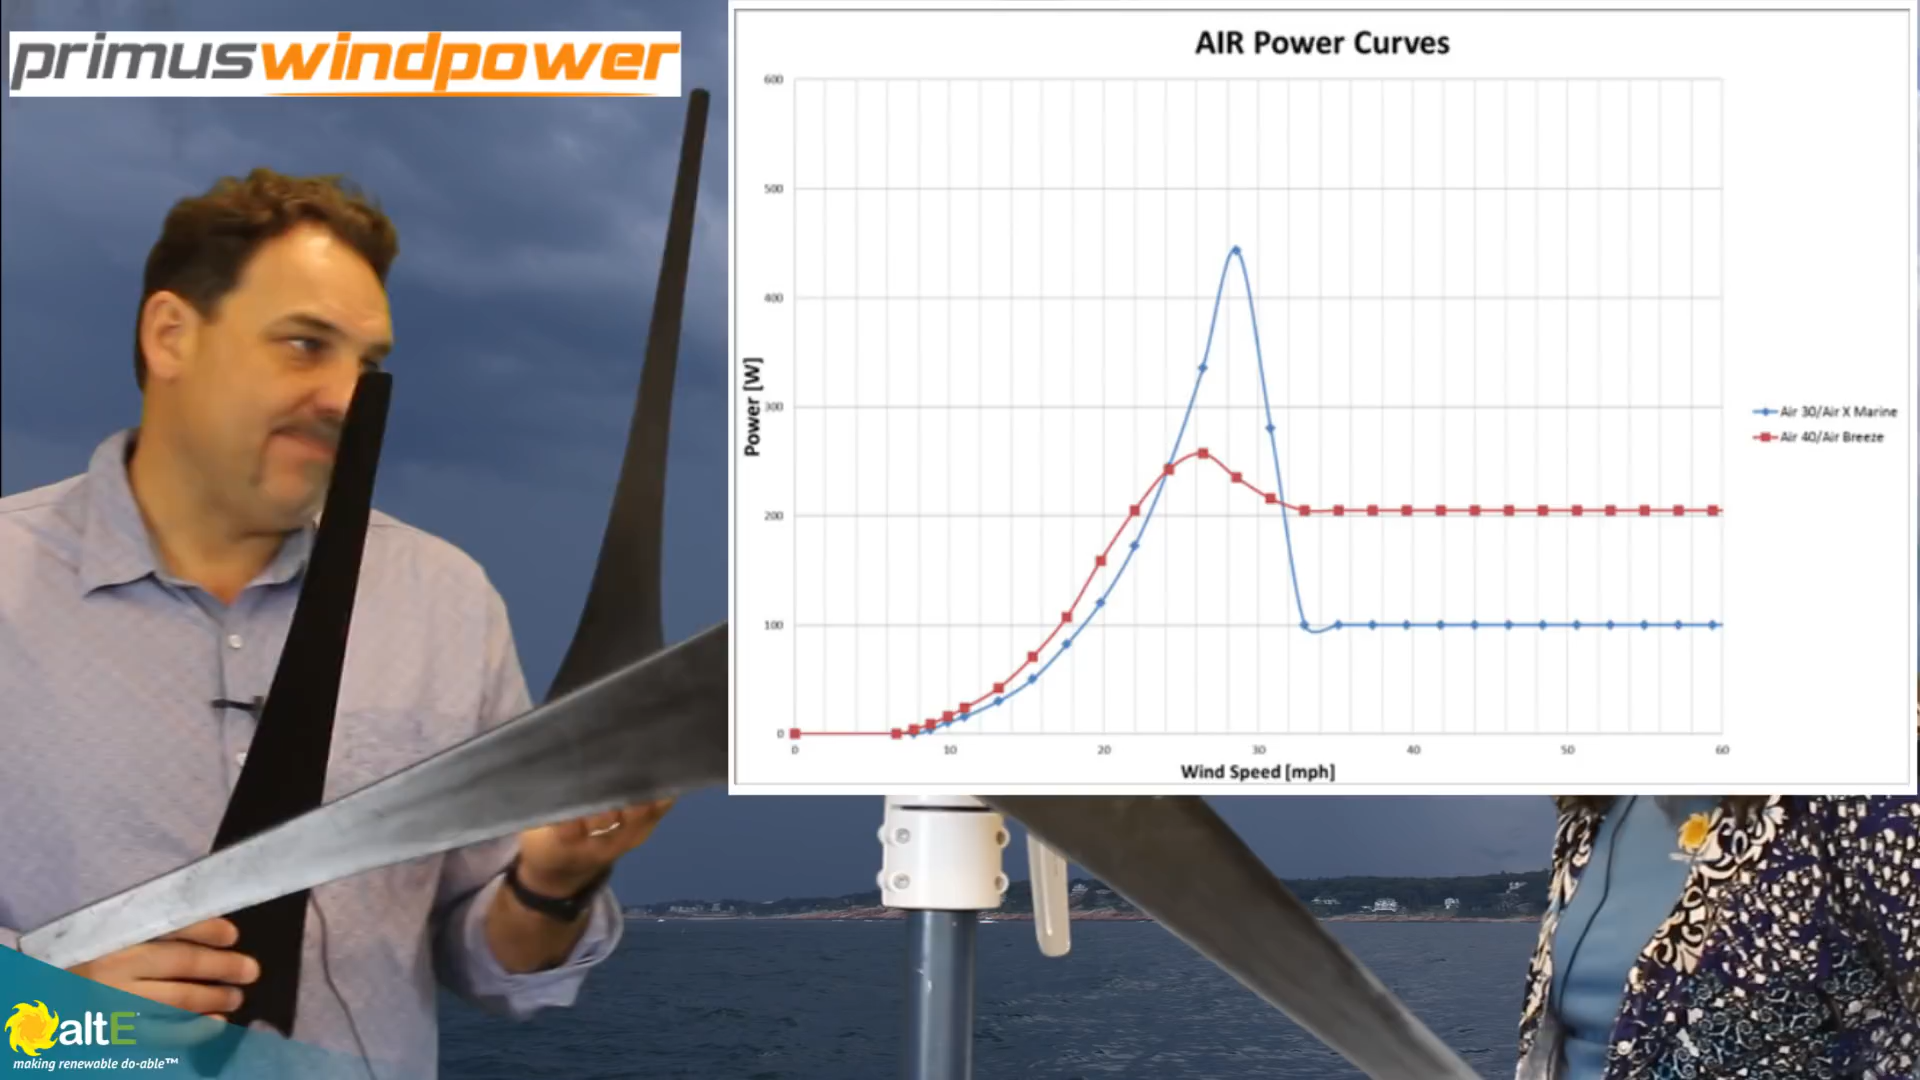 primuswindpower
AIR Power Curves
600
500
400
300
200
100
0
Power [W]
0 10 20 30 40 50 60
Wind Speed [mph]
Air 30/Air X Marine
Air 40/Air Breeze
altE
making renewable do-able™